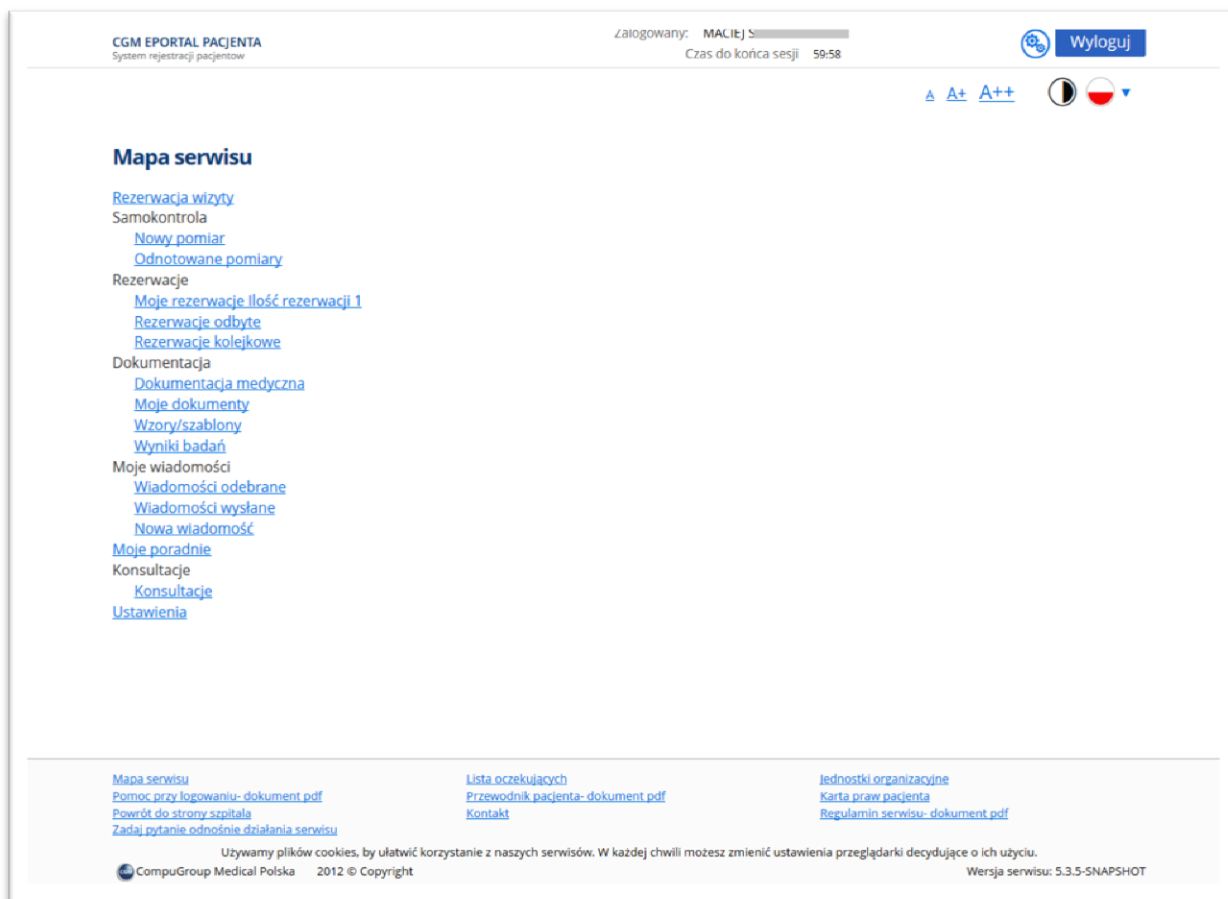 CGM EPORTAL PACJENTA
System rejestracji pacjentow
Zalogowany: MACIEJ S
Czas do końca sesji 59:58
Wyloguj
A A+ A++
Mapa serwisu
Rezerwacja wizyty
Samokontrola
Nowy pomiar
Odnotowane pomiary
Rezerwacje
Moje rezerwacje Ilość rezerwacji 1
Rezerwacje odbyte
Rezerwacje kolejkowe
Dokumentacja
Dokumentacja medyczna
Moje dokumenty
Wzory/szablony
Wyniki badań
Moje wiadomości
Wiadomości odebrane
Wiadomości wysłane
Nowa wiadomość
Moje poradnie
Konsultacje
Konsultacje
Ustawienia
Mapa serwisu
Pomoc przy logowaniu- dokument pdf
Powrót do strony szpitala
Zadaj pytanie odnośnie działania serwisu
Lista oczekujących
Przewodnik pacjenta- dokument pdf
Kontakt
Jednostki organizacyjne
Karta praw pacjenta
Regulamin serwisu- dokument pdf
Używamy plików cookies, by ułatwić korzystanie z naszych serwisów. W każdej chwili możesz zmienić ustawienia przeglądarki decydujące o ich użyciu.
CompuGroup Medical Polska 2012 © Copyright
Wersja serwisu: 5.3.5-SNAPSHOT